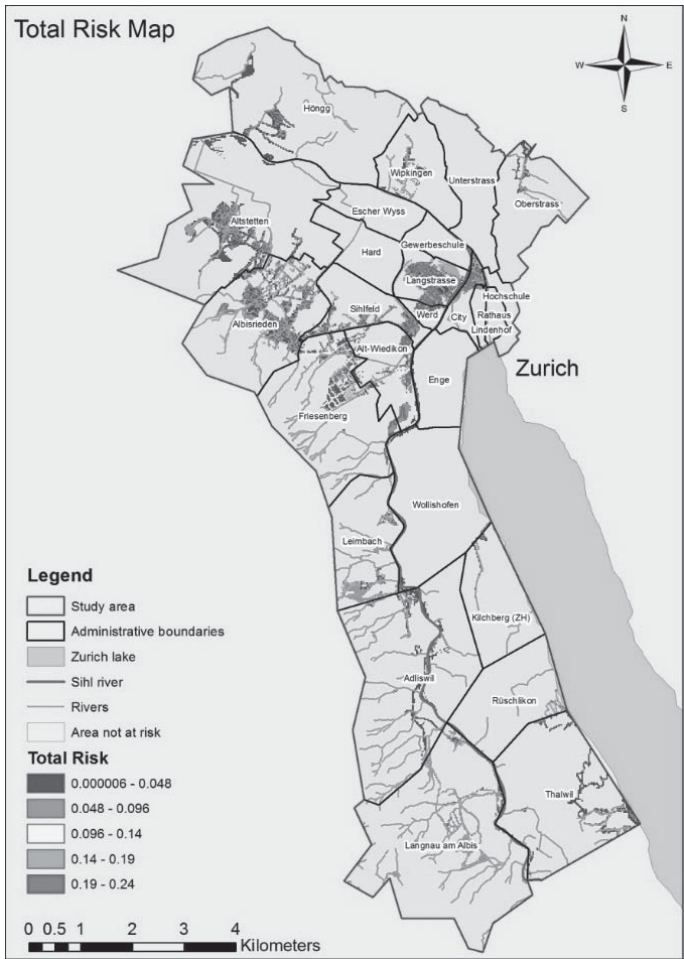 Total Risk Map
N
W
E
S
Höngg
Wipkingen
Unterstrass
Oberstrass
Escher Wyss
Altstetten
Hard
Gewerbeschule
Langstrasse
Hochschule
Albisrieden
Sihlfeld
Werd
City
Rathaus
Lindenhof
Alt-Wiedikon
Zurich
Enge
Friesenberg
Wollishofen
Leimbach
Kilchberg (ZH)
Adliswil
Rüschlikon
Thalwil
Langnau am Albis
Legend
Study area
Administrative boundaries
Zurich lake
Sihl river
Rivers
Area not at risk
Total Risk
0.000006 - 0.048
0.048 - 0.096
0.096 - 0.14
0.14 - 0.19
0.19 - 0.24
0 0.5 1 2 3 4
Kilometers